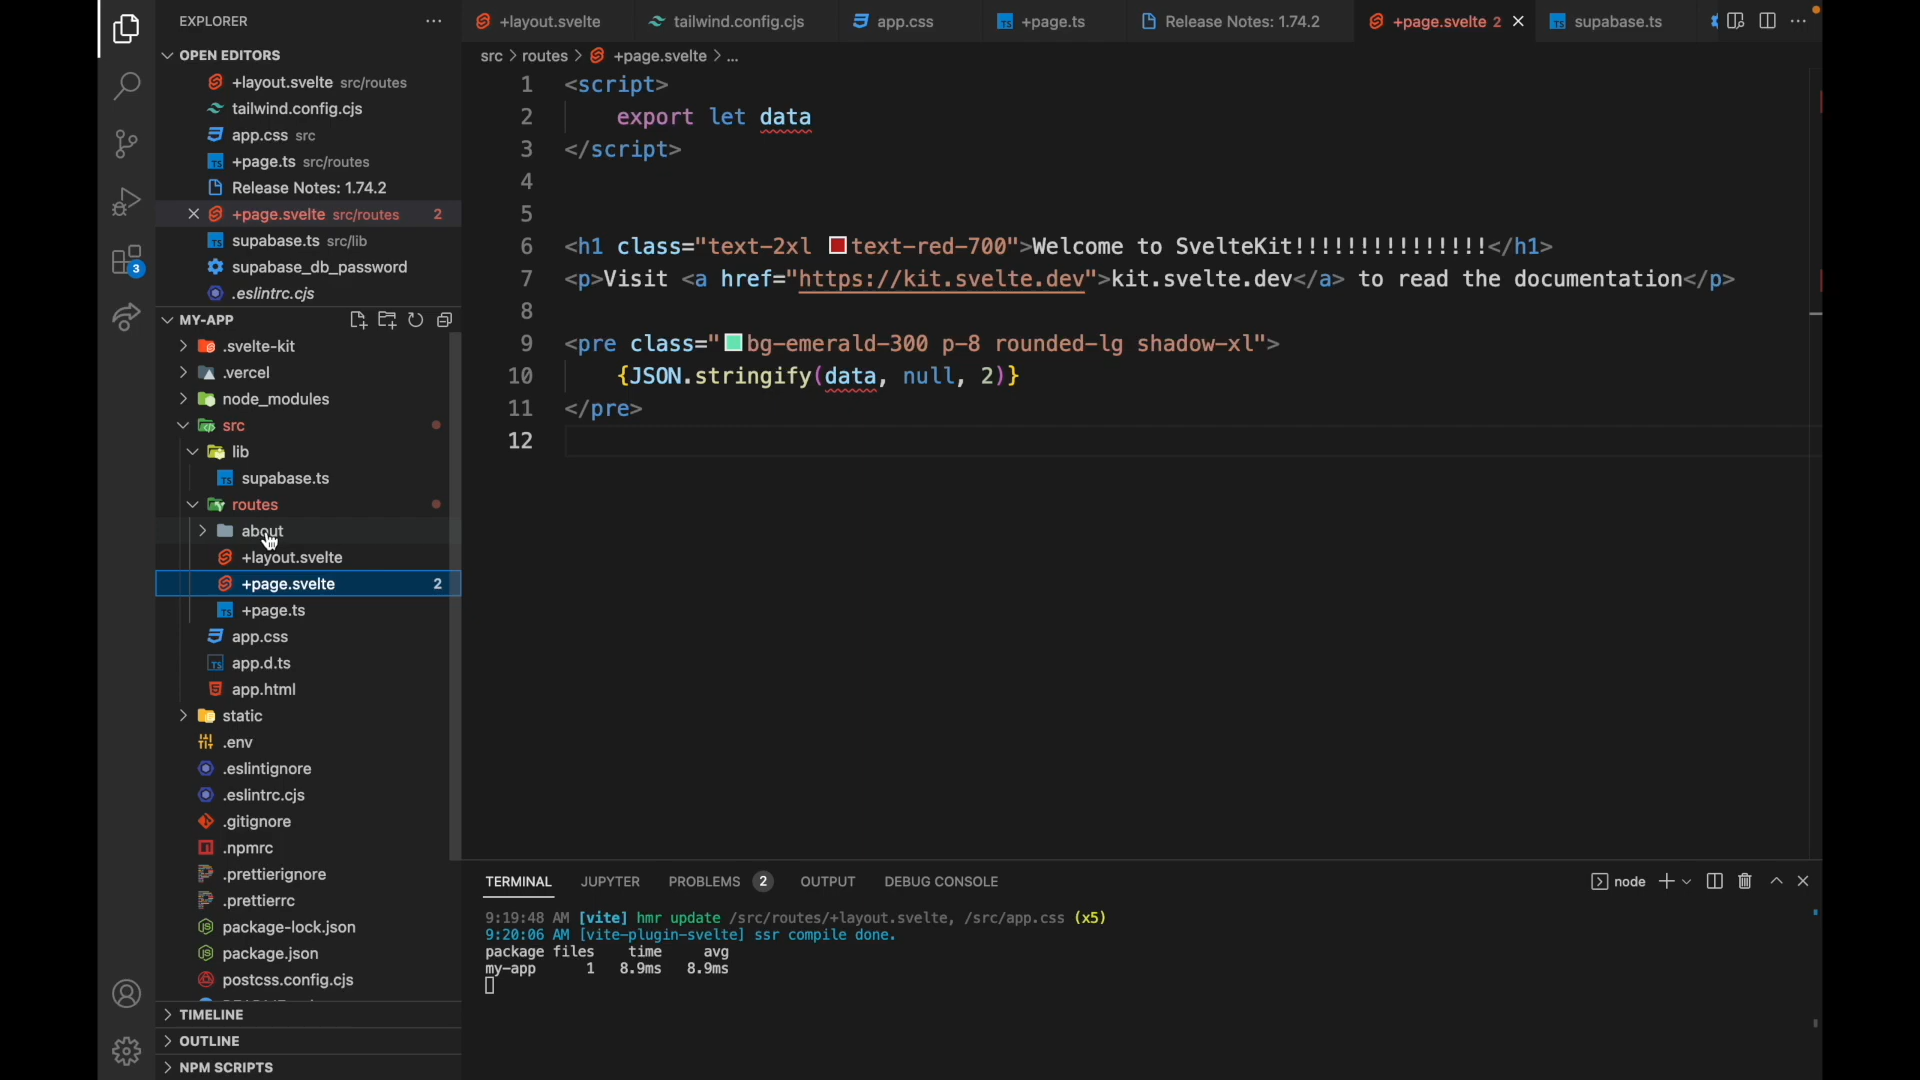 EXPLORER
OPEN EDITORS
+layout.svelte src/routes
tailwind.config.cjs
app.css src
+page.ts src/routes
Release Notes: 1.74.2
+page.svelte src/routes 2
supabase.ts src/lib
supabase_db_password
.eslintrc.cjs
MY-APP
.svelte-kit
.vercel
node_modules
src
lib
supabase.ts
routes
about
+layout.svelte
+page.svelte 2
+page.ts
app.css
app.d.ts
app.html
static
.env
.eslintignore
.eslintrc.cjs
.gitignore
.npmrc
.prettierignore
.prettierrc
package-lock.json
package.json
postcss.config.cjs
TIMELINE
OUTLINE
NPM SCRIPTS
3
+layout.svelte tailwind.config.cjs app.css +page.ts Release Notes: 1.74.2 +page.svelte 2 supabase.ts
src > routes > +page.svelte > ...
1 <script>
2 export let data
3 </script>
4
5
6 <h1 class="text-2xl text-red-700">Welcome to SvelteKit!!!!!!!!!!!!!!!</h1>
7 <p>Visit <a href="https://kit.svelte.dev">kit.svelte.dev</a> to read the documentation</p>
8
9 <pre class="bg-emerald-300 p-8 rounded-lg shadow-xl">
10 {JSON.stringify(data, null, 2)}
11 </pre>
12
TERMINAL JUPYTER PROBLEMS 2 OUTPUT DEBUG CONSOLE node
9:19:48 AM [vite] hmr update /src/routes/+layout.svelte, /src/app.css (x5)
9:20:06 AM [vite-plugin-svelte] ssr compile done.
package files time avg
my-app 1 8.9ms 8.9ms